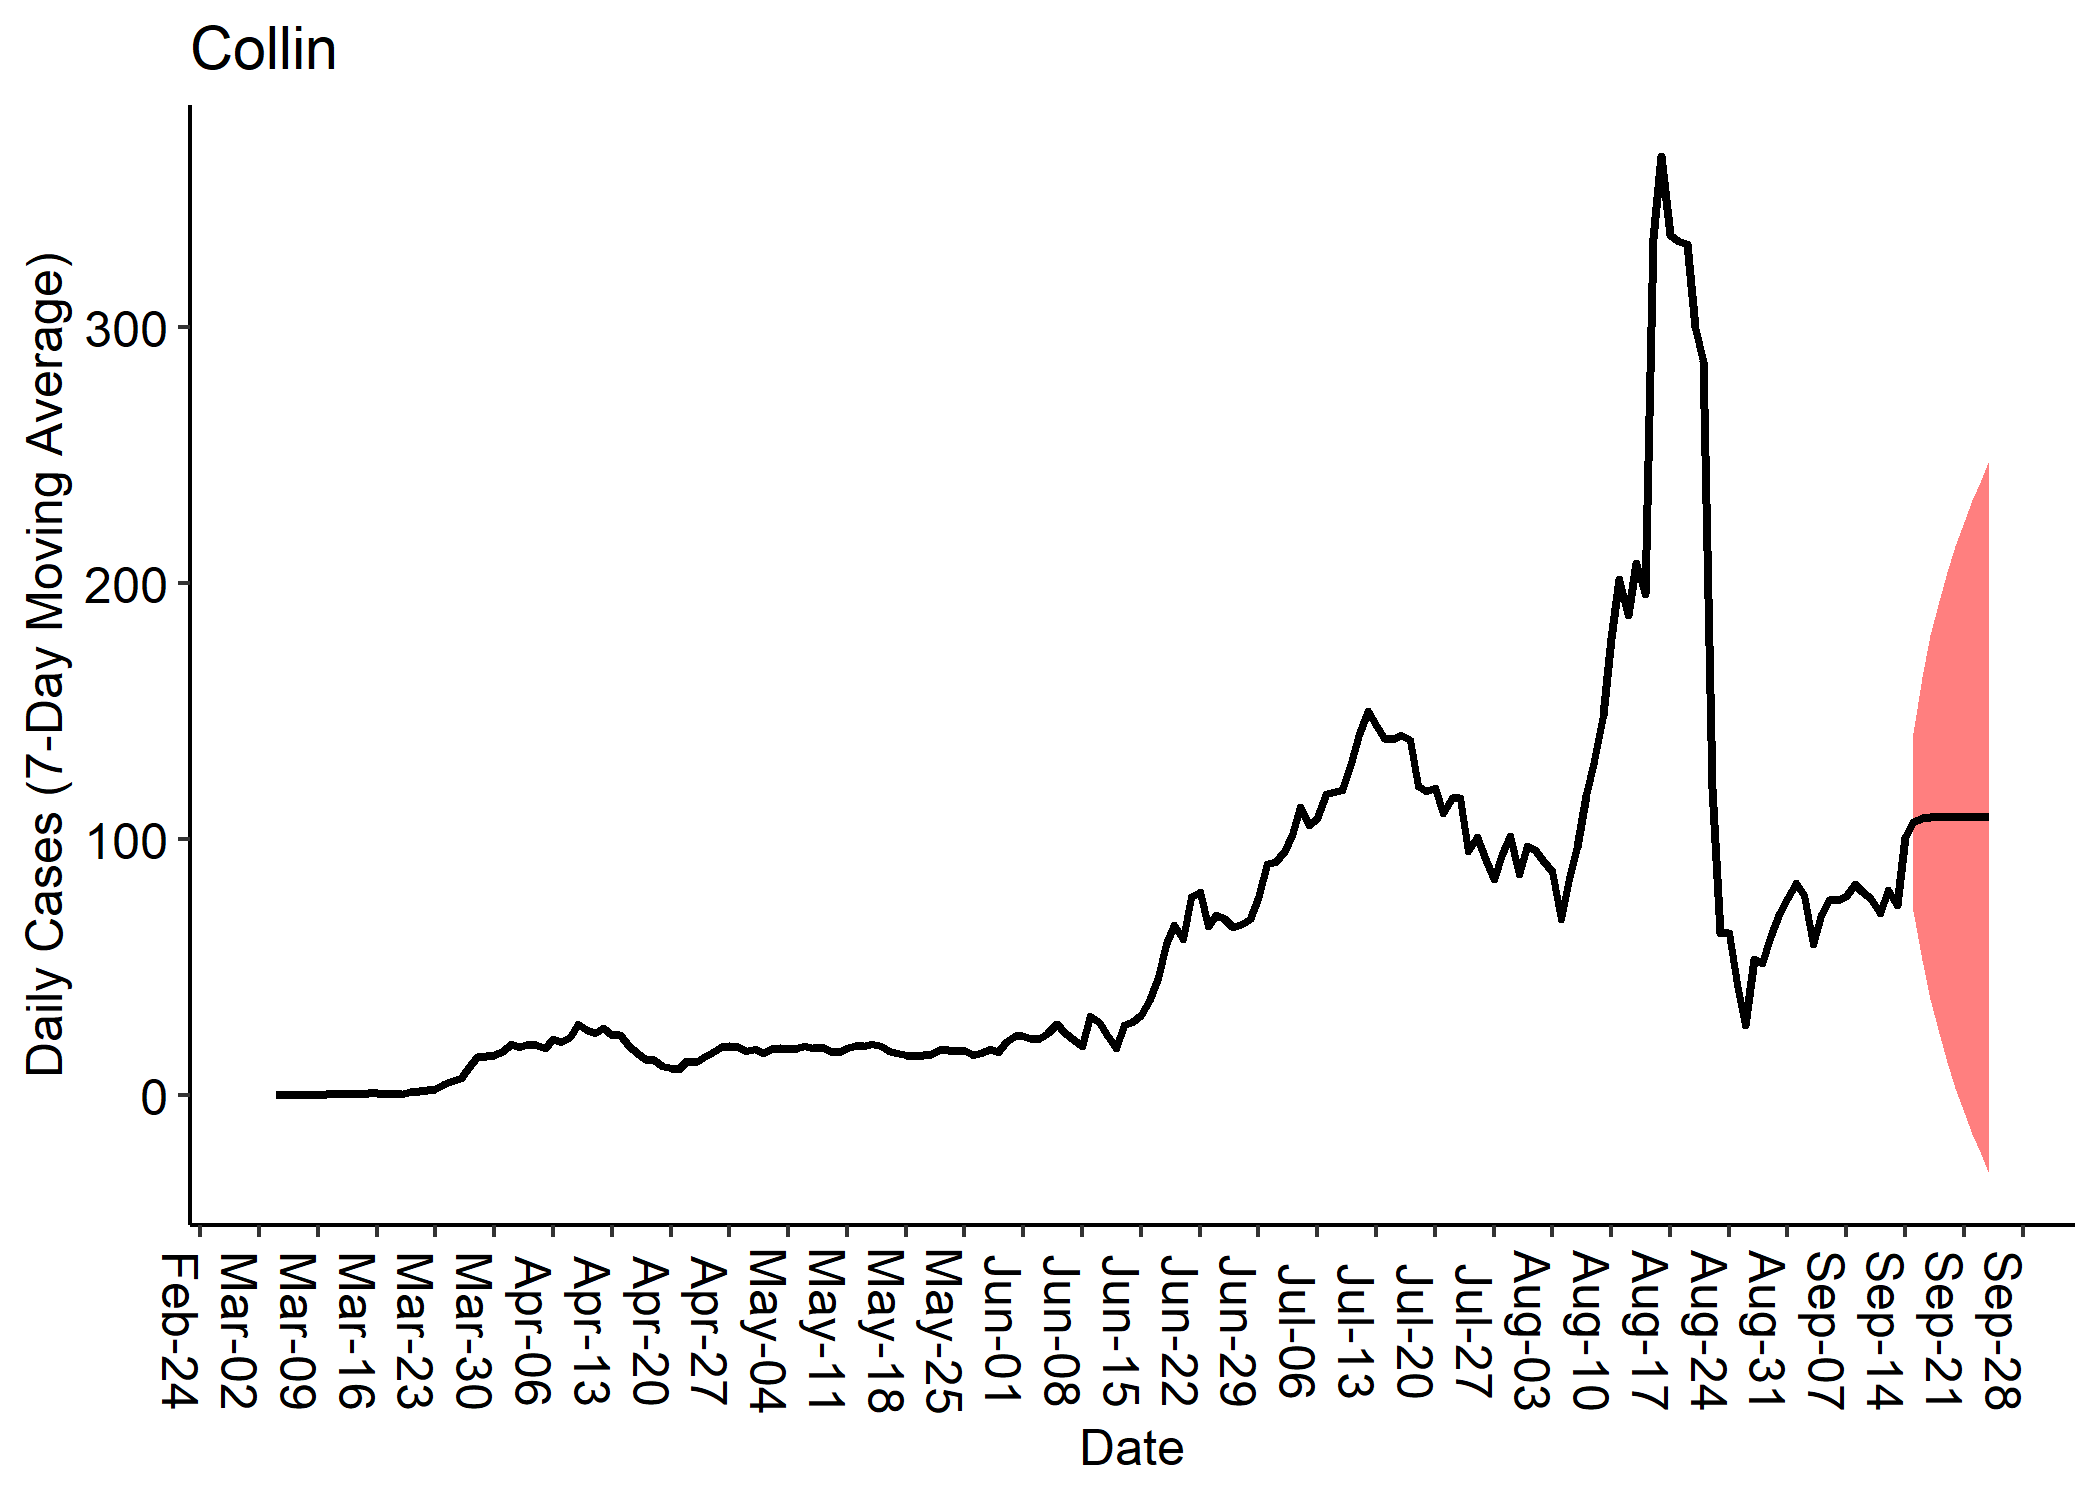 Collin
Daily Cases (7-Day Moving Average)
300
200
100
0
Feb-24
Mar-02
Mar-09
Mar-16
Mar-23
Mar-30
Apr-06
Apr-13
Apr-20
Apr-27
May-04
May-11
May-18
May-25
Jun-01
Jun-08
Jun-15
Jun-22
Jun-29
Jul-06
Jul-13
Jul-20
Jul-27
Aug-03
Aug-10
Aug-17
Aug-24
Aug-31
Sep-07
Sep-14
Sep-21
Sep-28
Date